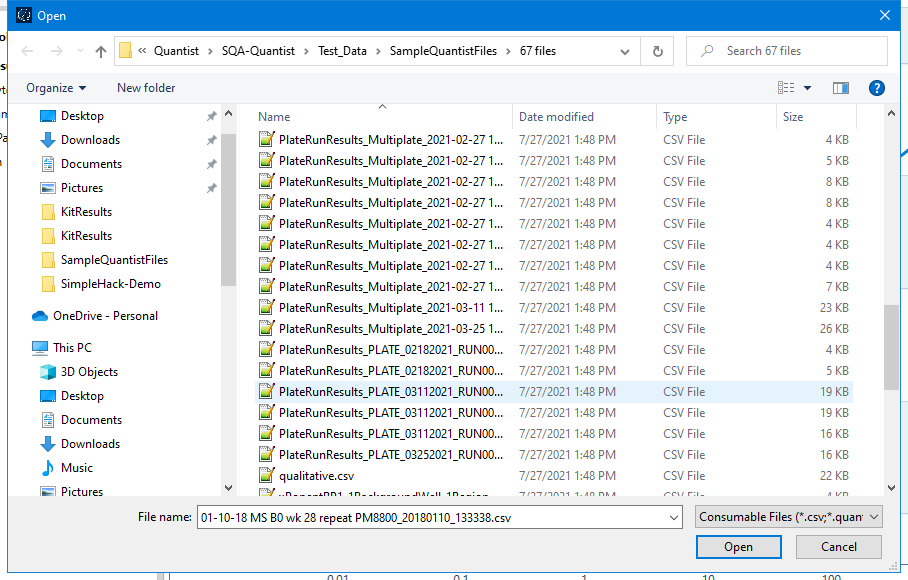 Open
« Quantist > SQA-Quantist > Test_Data > SampleQuantistFiles > 67 files
Search 67 files
Organize
New folder
Name Date modified Type Size
Desktop
Downloads
Documents
Pictures
KitResults
KitResults
SampleQuantistFiles
SimpleHack-Demo
OneDrive - Personal
This PC
3D Objects
Desktop
Documents
Downloads
Music
Pictures
PlateRunResults_Multiplate_2021-02-27 1... 7/27/2021 1:48 PM CSV File 4 KB
PlateRunResults_Multiplate_2021-02-27 1... 7/27/2021 1:48 PM CSV File 5 KB
PlateRunResults_Multiplate_2021-02-27 1... 7/27/2021 1:48 PM CSV File 8 KB
PlateRunResults_Multiplate_2021-02-27 1... 7/27/2021 1:48 PM CSV File 8 KB
PlateRunResults_Multiplate_2021-02-27 1... 7/27/2021 1:48 PM CSV File 4 KB
PlateRunResults_Multiplate_2021-02-27 1... 7/27/2021 1:48 PM CSV File 4 KB
PlateRunResults_Multiplate_2021-02-27 1... 7/27/2021 1:48 PM CSV File 4 KB
PlateRunResults_Multiplate_2021-02-27 1... 7/27/2021 1:48 PM CSV File 7 KB
PlateRunResults_Multiplate_2021-03-11 1... 7/27/2021 1:48 PM CSV File 23 KB
PlateRunResults_Multiplate_2021-03-25 1... 7/27/2021 1:48 PM CSV File 26 KB
PlateRunResults_PLATE_02182021_RUN00... 7/27/2021 1:48 PM CSV File 4 KB
PlateRunResults_PLATE_02182021_RUN00... 7/27/2021 1:48 PM CSV File 5 KB
PlateRunResults_PLATE_03112021_RUN00... 7/27/2021 1:48 PM CSV File 19 KB
PlateRunResults_PLATE_03112021_RUN00... 7/27/2021 1:48 PM CSV File 19 KB
PlateRunResults_PLATE_03112021_RUN00... 7/27/2021 1:48 PM CSV File 16 KB
PlateRunResults_PLATE_03252021_RUN00... 7/27/2021 1:48 PM CSV File 16 KB
qualitative.csv 7/27/2021 1:48 PM CSV File 22 KB
File name: 01-10-18 MS B0 wk 28 repeat PM8800_20180110_133338.csv
Consumable Files (*.csv;*.quan
Open
Cancel
0.01 0.1 1 10 100